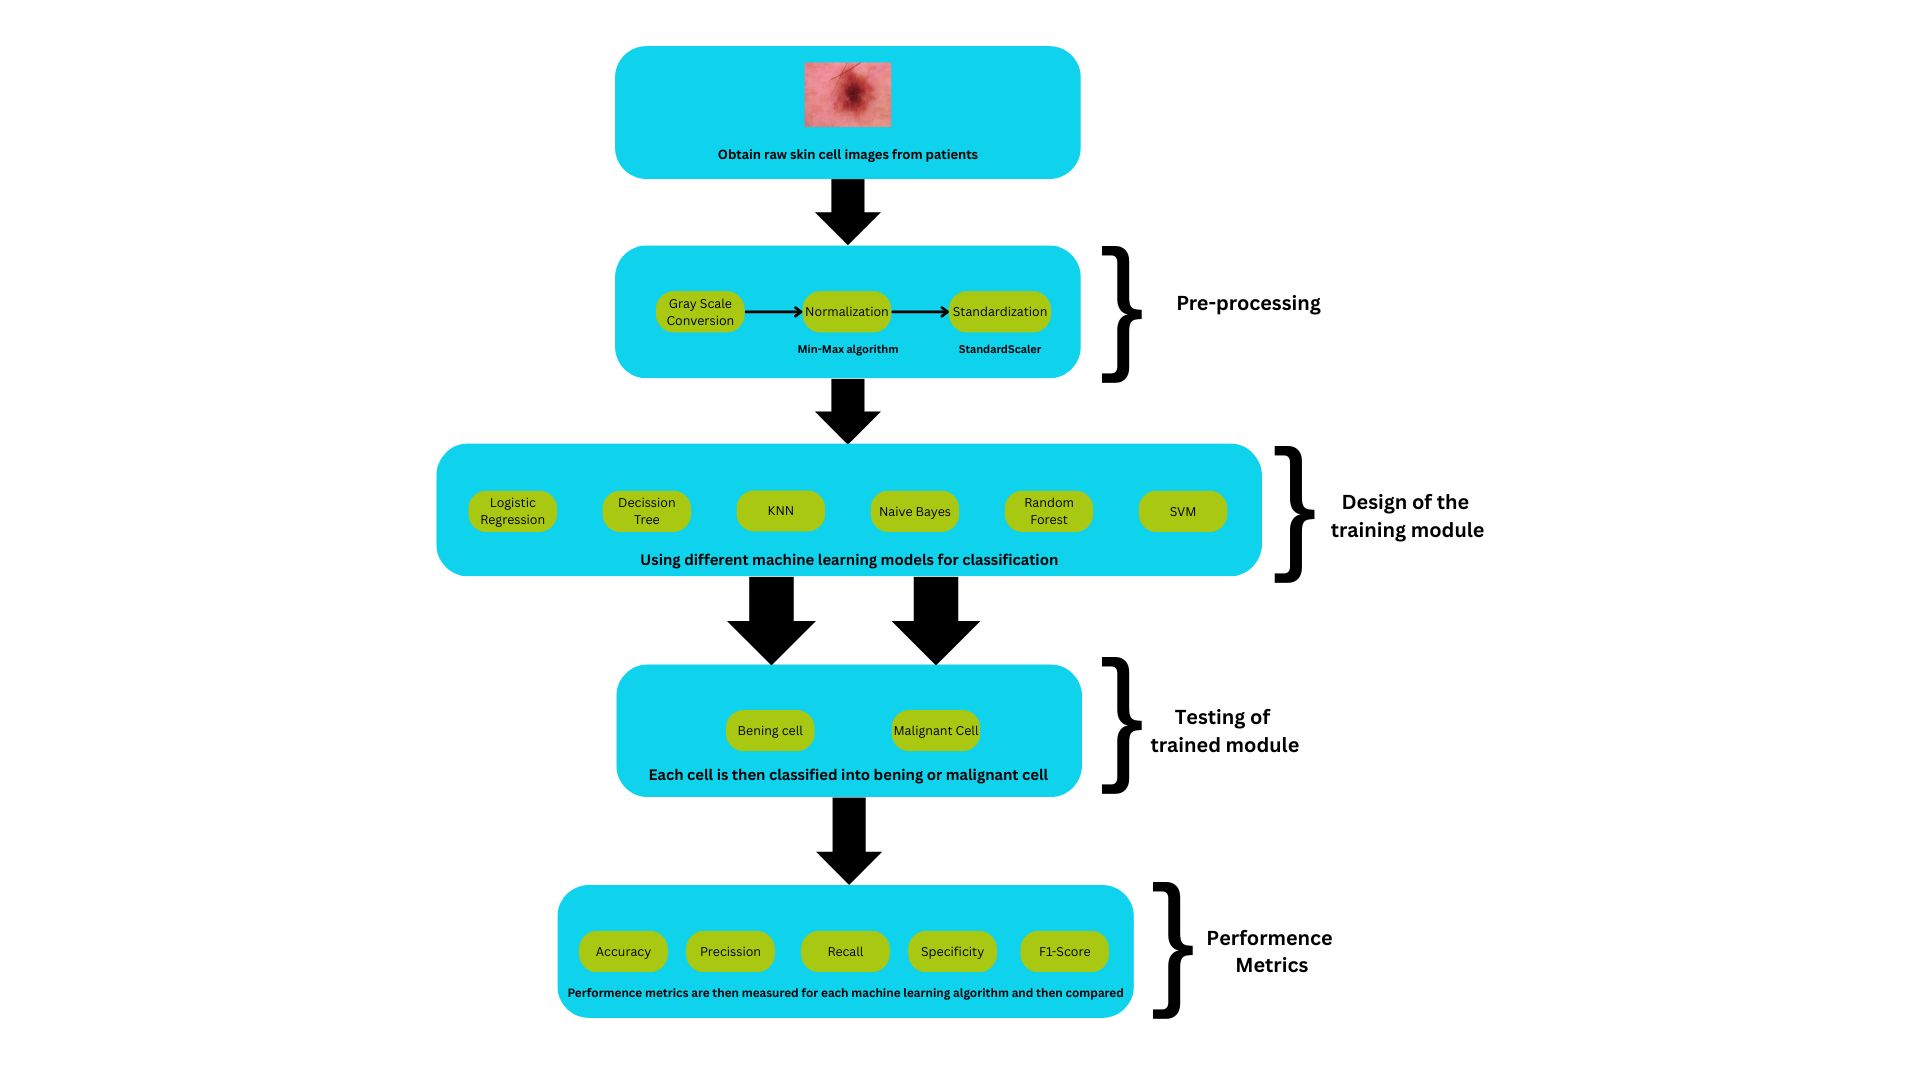 Obtain raw skin cell images from patients
Gray Scale
Conversion
Normalization
Standardization
Min-Max algorithm
StandardScaler
Pre-processing
Logistic
Regression
Decission
Tree
KNN
Naive Bayes
Random
Forest
SVM
Using different machine learning models for classification
Design of the
training module
Bening cell
Malignant Cell
Each cell is then classified into bening or malignant cell
Testing of
trained module
Accuracy
Precission
Recall
Specificity
F1-Score
Performence metrics are then measured for each machine learning algorithm and then compared
Performence
Metrics